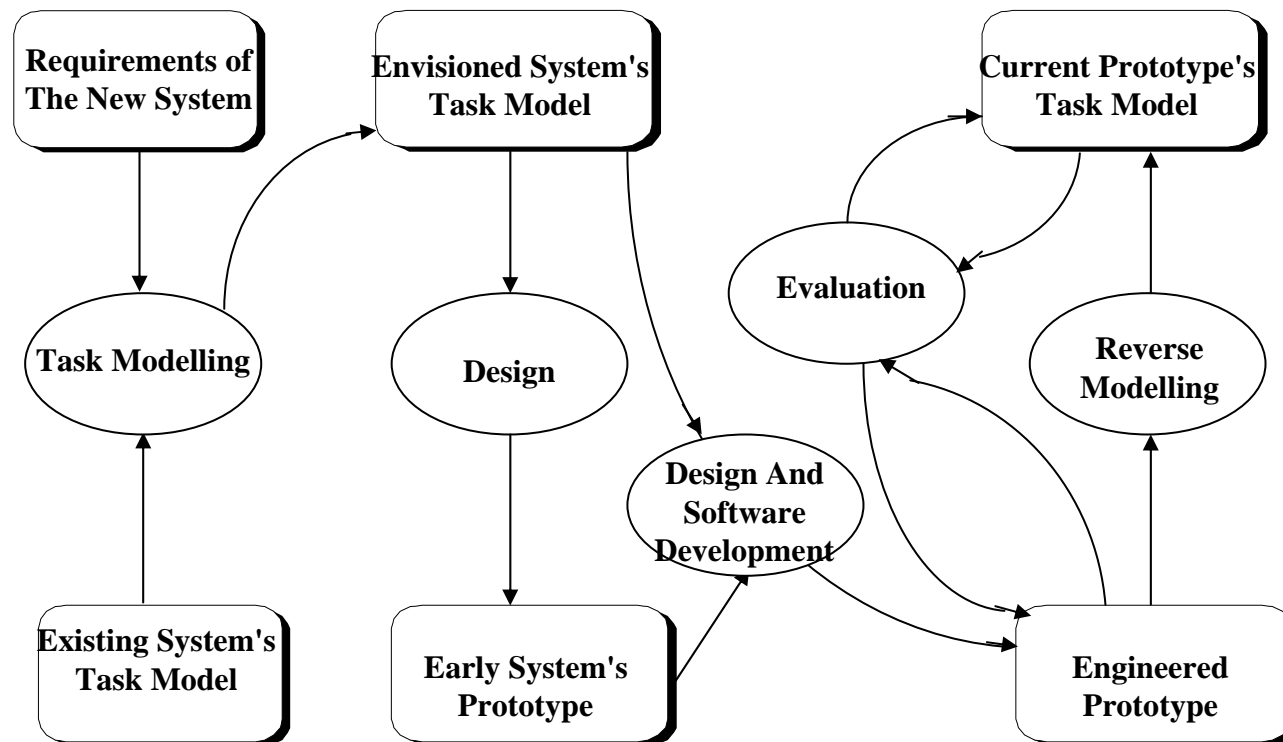 Requirements of
The New System
Envisioned System's
Task Model
Current Prototype's
Task Model
Evaluation
Task Modelling
Design
Reverse
Modelling
Design And
Software
Development
Existing System's
Task Model
Early System's
Prototype
Engineered
Prototype